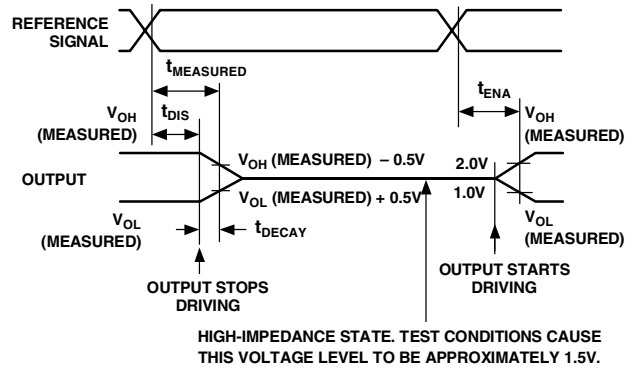 REFERENCE
SIGNAL
tMEASURED
tENA
tDIS
VOH
(MEASURED)
VOH
(MEASURED)
VOH (MEASURED) – 0.5V
2.0V
OUTPUT
VOL (MEASURED) + 0.5V
1.0V
VOL
(MEASURED)
VOL
(MEASURED)
tDECAY
OUTPUT STOPS
DRIVING
OUTPUT STARTS
DRIVING
HIGH-IMPEDANCE STATE. TEST CONDITIONS CAUSE
THIS VOLTAGE LEVEL TO BE APPROXIMATELY 1.5V.